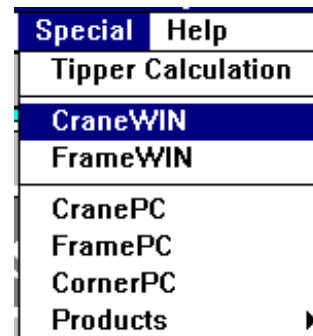 Special Help
Tipper Calculation
CraneWIN
FrameWIN
CranePC
FramePC
CornerPC
Products